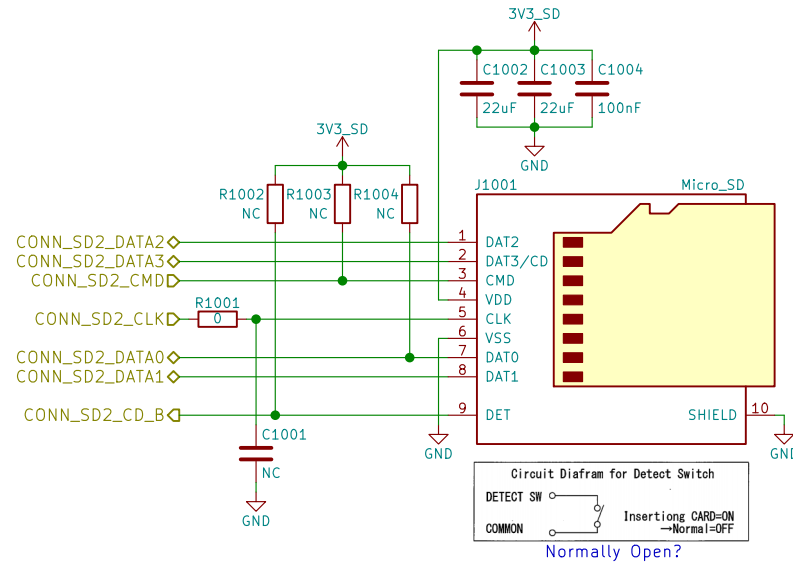 3V3_SD
C1002
C1003
C1004
22uF
22uF
100nF
GND
3V3_SD
R1002
R1003
R1004
NC
NC
NC
J1001
Micro_SD
CONN_SD2_DATA2
1
DAT2
CONN_SD2_DATA3
2
DAT3/CD
CONN_SD2_CMD
3
CMD
4
VDD
R1001
CONN_SD2_CLK
0
5
CLK
6
VSS
CONN_SD2_DATA0
7
DAT0
CONN_SD2_DATA1
8
DAT1
CONN_SD2_CD_B
9
DET
SHIELD
10
C1001
NC
GND
GND
GND
Circuit Diafram for Detect Switch
DETECT SW
Insertiong CARD=ON
→Normal=OFF
COMMON
Normally Open?